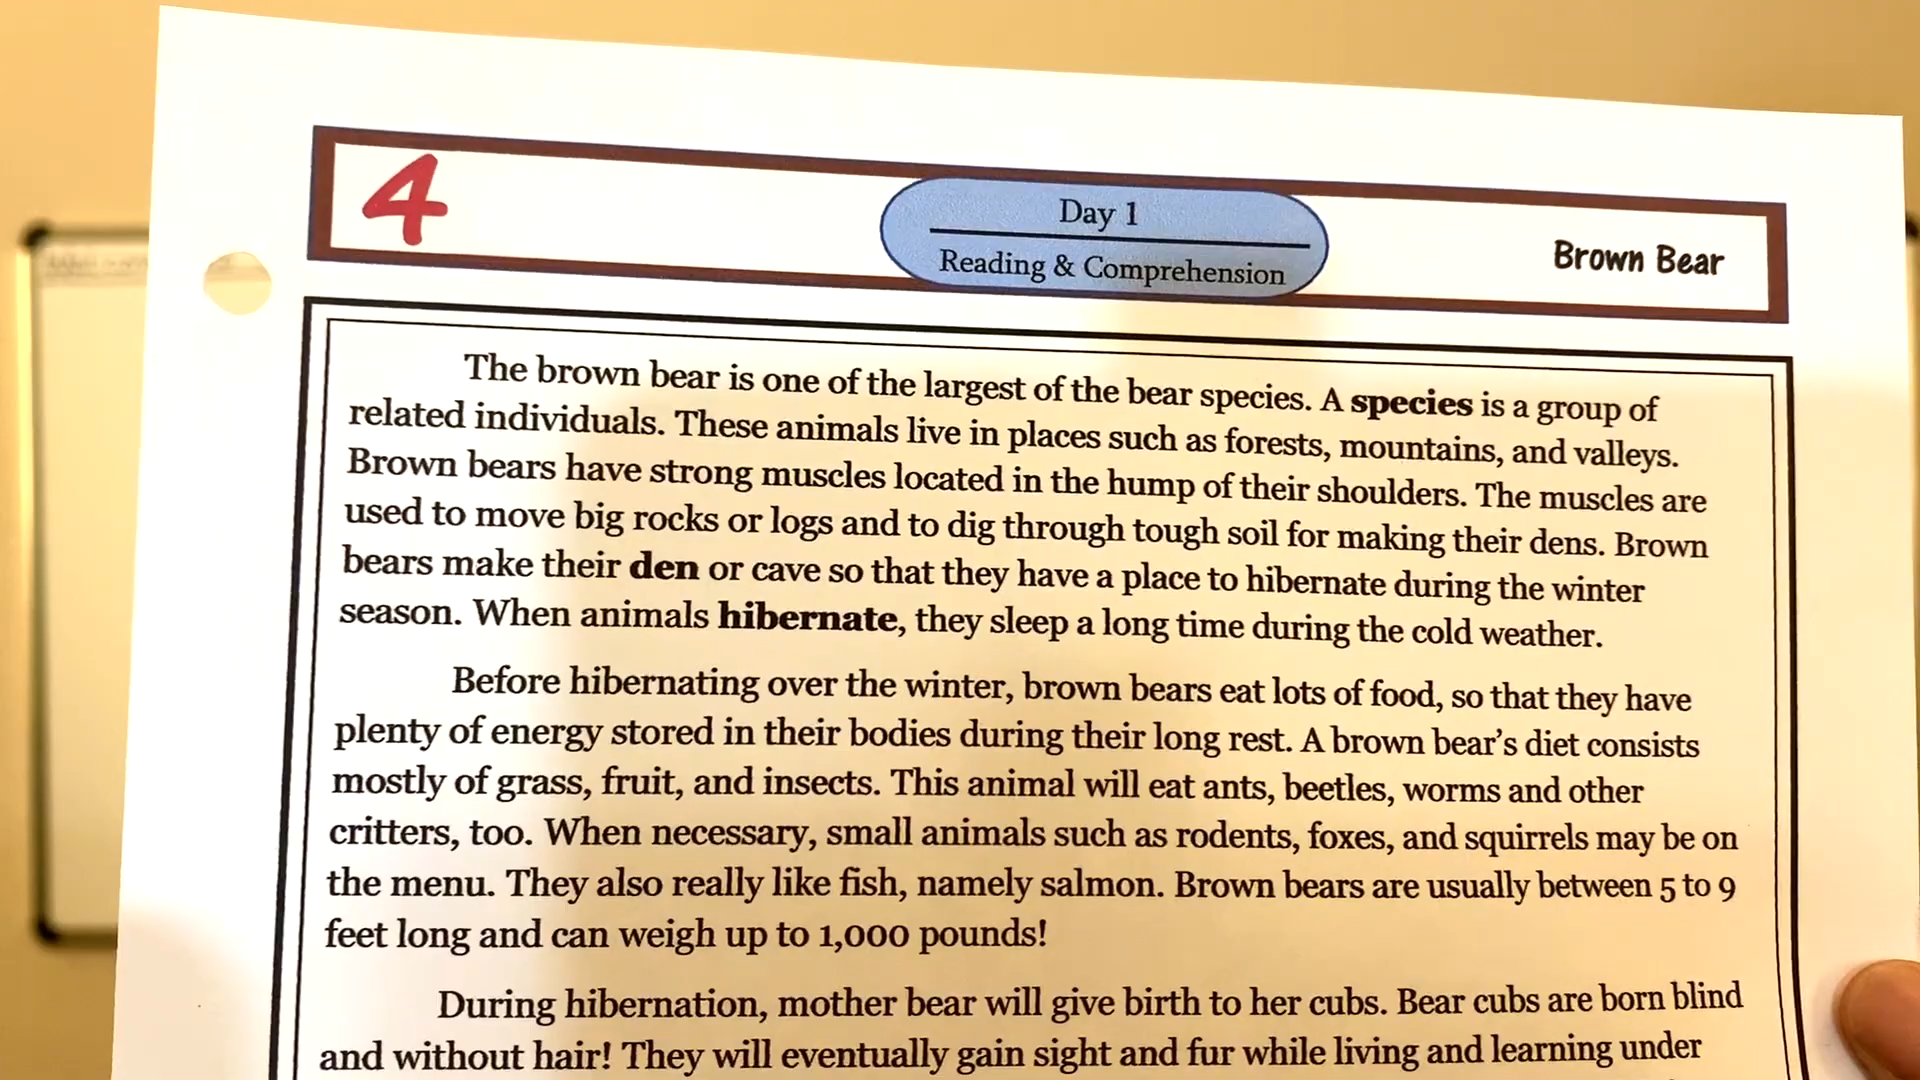 4
Day 1
Reading & Comprehension
Brown Bear
The brown bear is one of the largest of the bear species. A species is a group of
related individuals. These animals live in places such as forests, mountains, and valleys.
Brown bears have strong muscles located in the hump of their shoulders. The muscles are
used to move big rocks or logs and to dig through tough soil for making their dens. Brown
bears make their den or cave so that they have a place to hibernate during the winter
season. When animals hibernate, they sleep a long time during the cold weather.
Before hibernating over the winter, brown bears eat lots of food, so that they have
plenty of energy stored in their bodies during their long rest. A brown bear's diet consists
mostly of grass, fruit, and insects. This animal will eat ants, beetles, worms and other
critters, too. When necessary, small animals such as rodents, foxes, and squirrels may be on
the menu. They also really like fish, namely salmon. Brown bears are usually between 5 to 9
feet long and can weigh up to 1,000 pounds!
During hibernation, mother bear will give birth to her cubs. Bear cubs are born blind
and without hair! They will eventually gain sight and fur while living and learning under